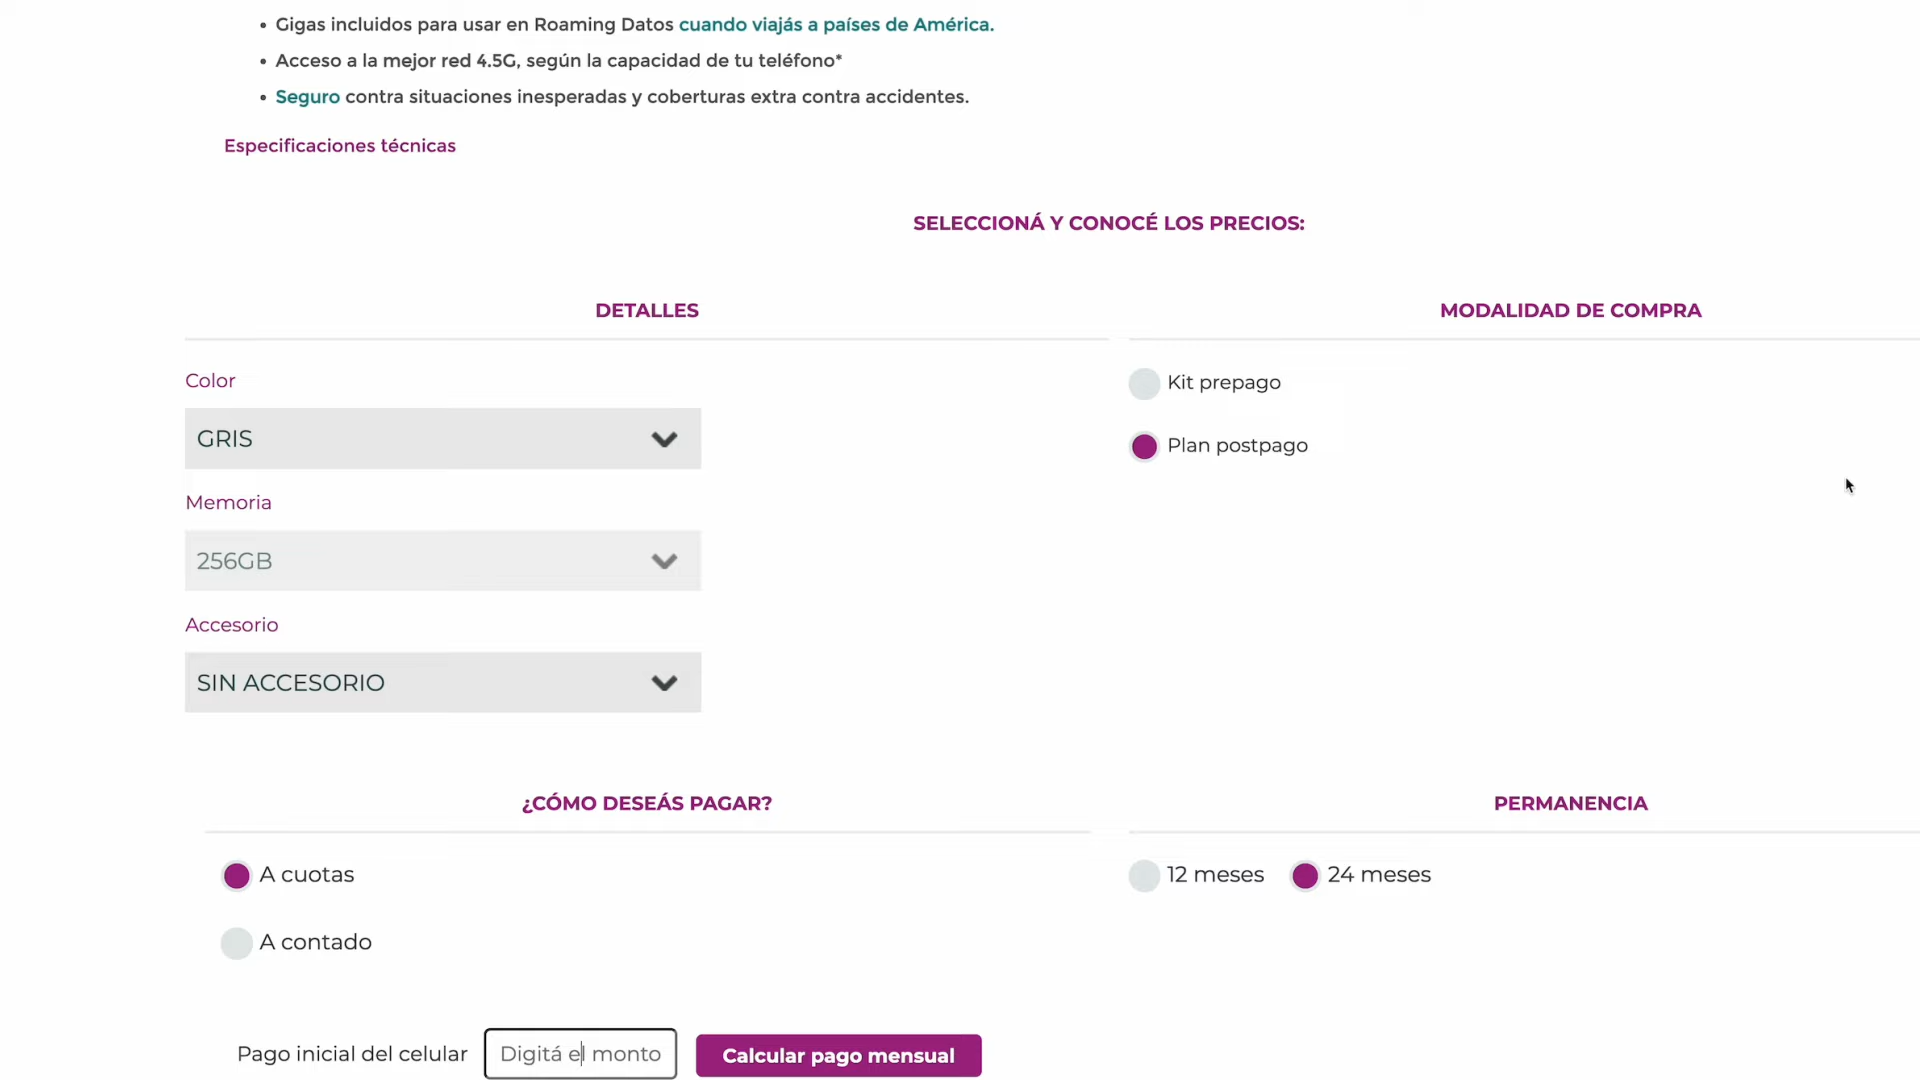 Gigas incluidos para usar en Roaming Datos cuando viajás a países de América.
Acceso a la mejor red 4.5G, según la capacidad de tu teléfono*
Seguro contra situaciones inesperadas y coberturas extra contra accidentes.
Especificaciones técnicas
SELECCIONÁ Y CONOCÉ LOS PRECIOS:
DETALLES
Color
GRIS
Memoria
256GB
Accesorio
SIN ACCESORIO
MODALIDAD DE COMPRA
Kit prepago
Plan postpago
¿CÓMO DESEÁS PAGAR?
A cuotas
A contado
PERMANENCIA
12 meses 24 meses
Pago inicial del celular Digitá el monto Calcular pago mensual